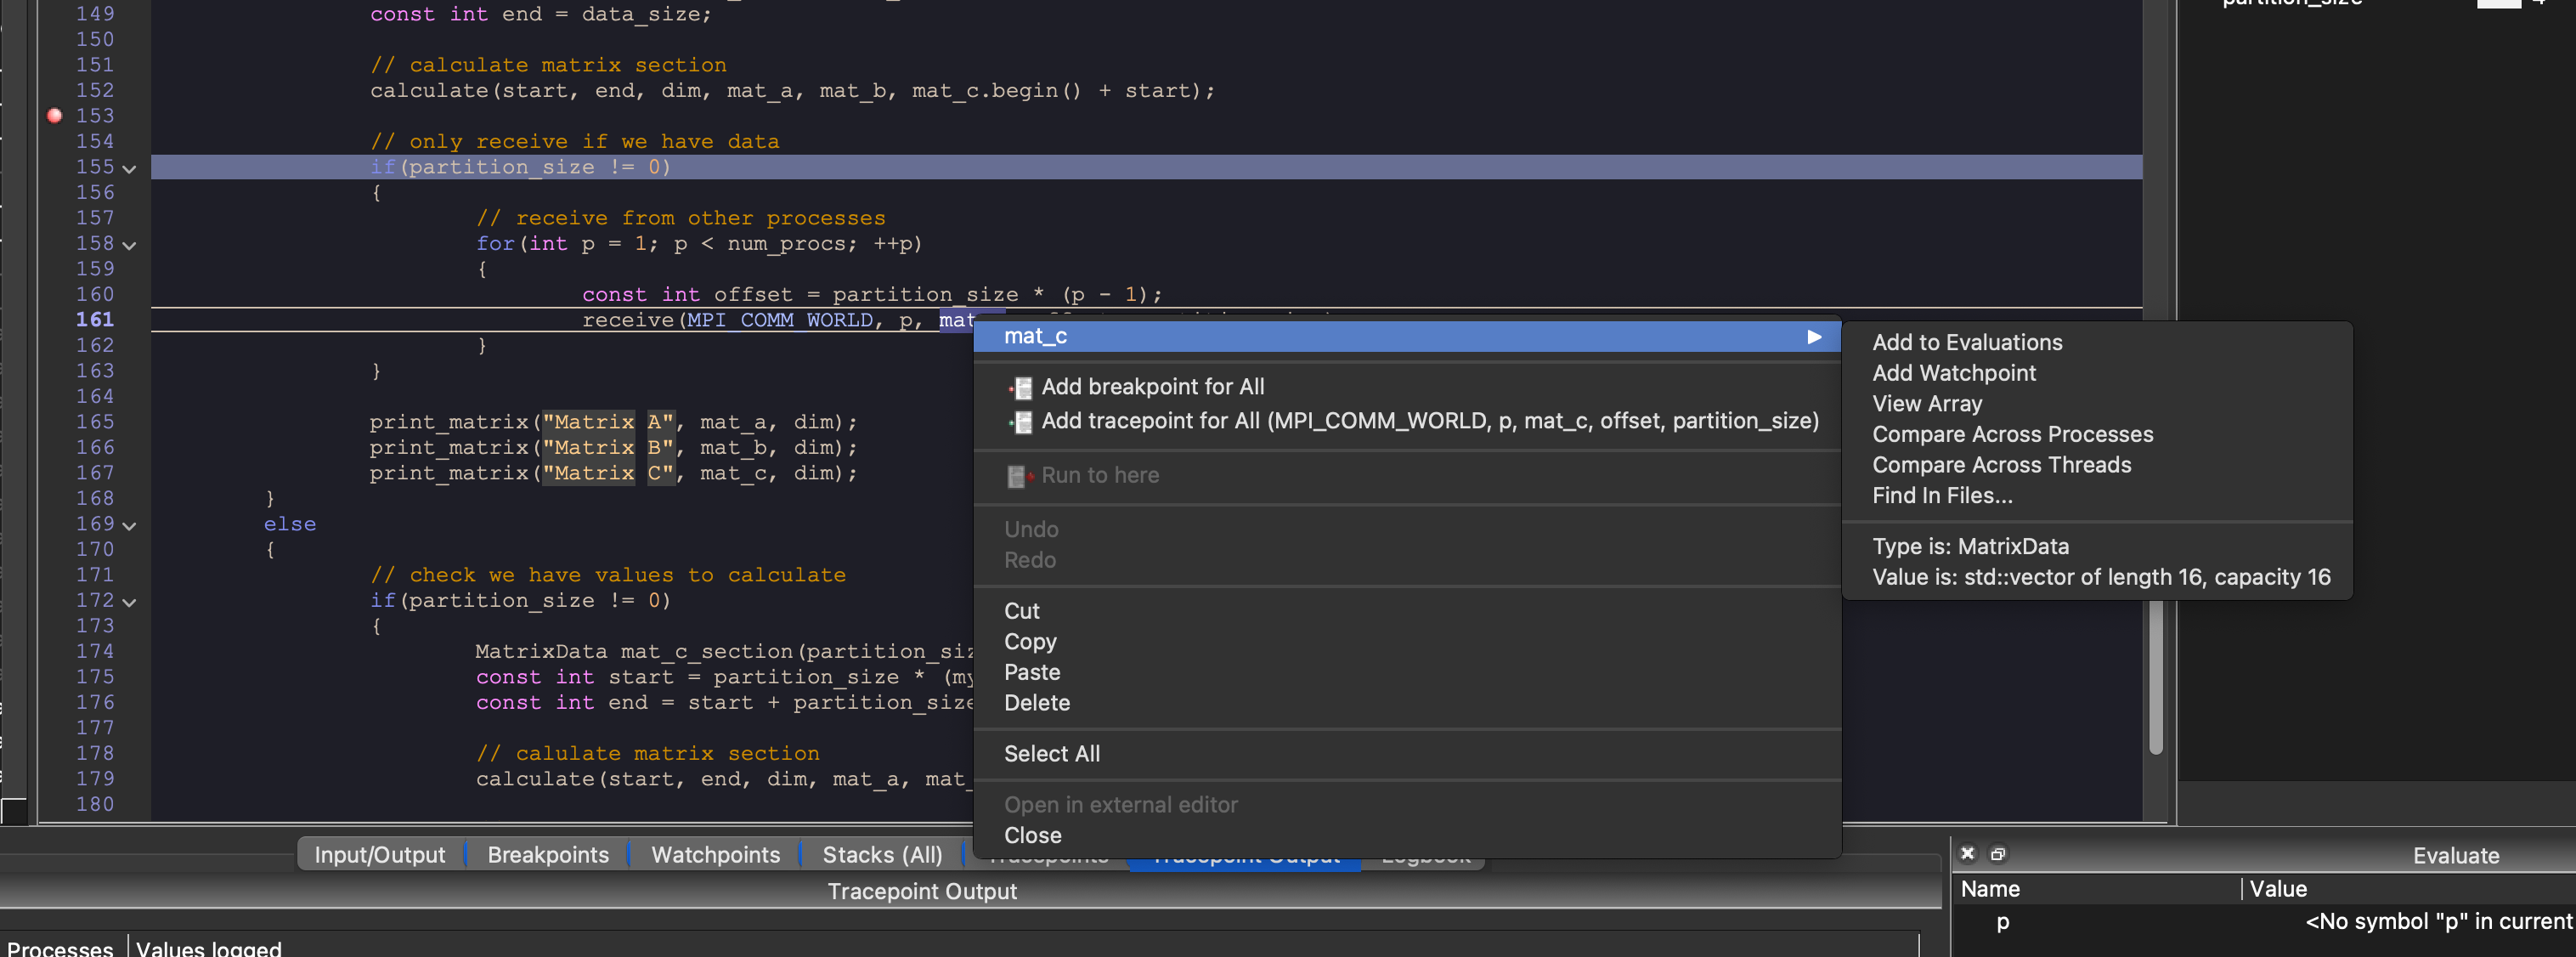 partition_size
149 const int end = data_size;
150
151 // calculate matrix section
152 calculate(start, end, dim, mat_a, mat_b, mat_c.begin() + start);
153
154 // only receive if we have data
155 if(partition_size != 0)
156 {
157 // receive from other processes
158 for(int p = 1; p < num_procs; ++p)
159 {
160 const int offset = partition_size * (p - 1);
161 receive(MPI_COMM_WORLD, p, mat
162 }
163 }
164
165 print_matrix("Matrix A", mat_a, dim);
166 print_matrix("Matrix B", mat_b, dim);
167 print_matrix("Matrix C", mat_c, dim);
168 }
169 else
170 {
171 // check we have values to calculate
172 if(partition_size != 0)
173 {
174 MatrixData mat_c_section(partition_siz
175 const int start = partition_size * (my
176 const int end = start + partition_size
177
178 // calulate matrix section
179 calculate(start, end, dim, mat_a, mat_
180
mat_c
Add breakpoint for All
Add tracepoint for All (MPI_COMM_WORLD, p, mat_c, offset, partition_size)
Run to here
Undo
Redo
Cut
Copy
Paste
Delete
Select All
Open in external editor
Close
Add to Evaluations
Add Watchpoint
View Array
Compare Across Processes
Compare Across Threads
Find In Files...
Type is: MatrixData
Value is: std::vector of length 16, capacity 16
Input/Output Breakpoints Watchpoints Stacks (All) Tracepoints Tracepoint Output Logbook
Tracepoint Output
Processes Values logged
Evaluate
Name Value
p <No symbol "p" in current